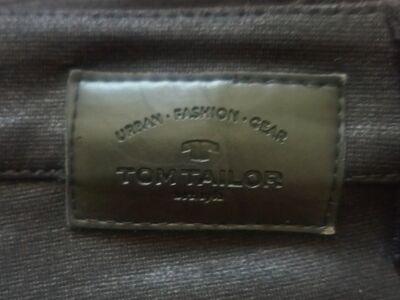 URBAN · FASHION · GEAR
TOM TAILOR